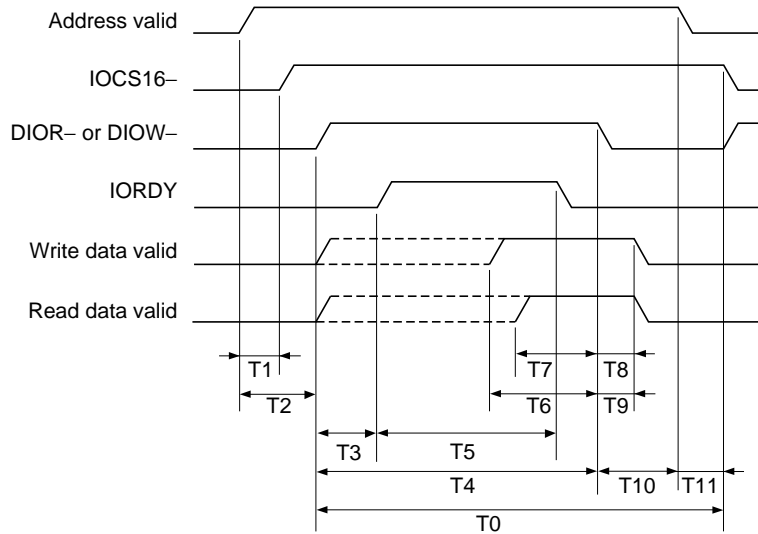 Address valid
IOCS16–
DIOR– or DIOW–
IORDY
Write data valid
Read data valid
T1 T7 T8
T2 T6 T9
T3 T5
T4 T10 T11
T0